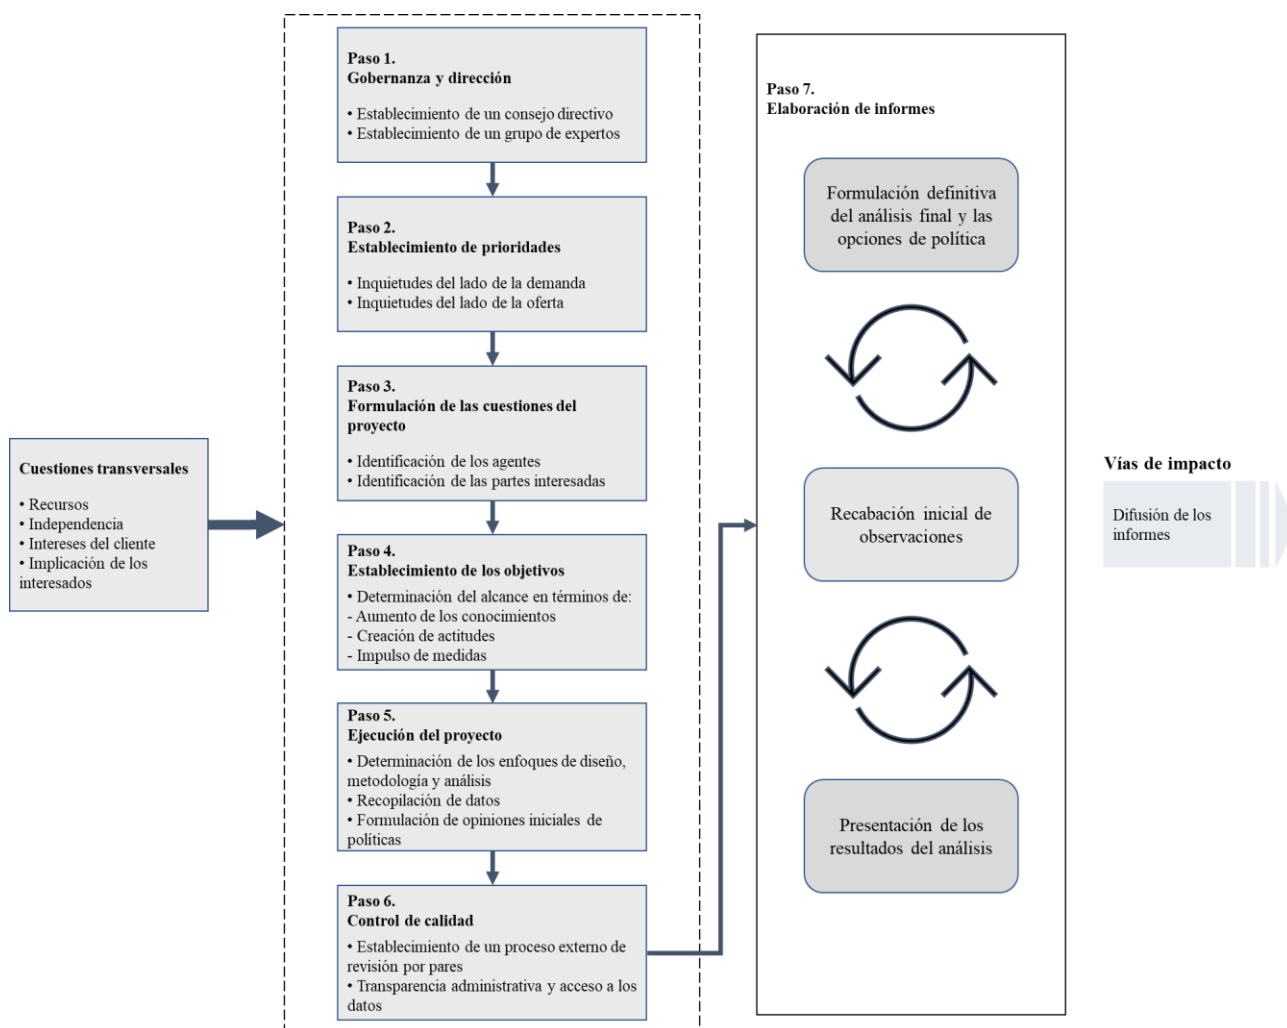 Cuestiones transversales
• Recursos
• Independencia
• Intereses del cliente
• Implicación de los
interesados
Paso 1.
Gobernanza y dirección
• Establecimiento de un consejo directivo
• Establecimiento de un grupo de expertos
Paso 2.
Establecimiento de prioridades
• Inquietudes del lado de la demanda
• Inquietudes del lado de la oferta
Paso 3.
Formulación de las cuestiones del
proyecto
• Identificación de los agentes
• Identificación de las partes interesadas
Paso 4.
Establecimiento de los objetivos
• Determinación del alcance en términos de:
- Aumento de los conocimientos
- Creación de actitudes
- Impulso de medidas
Paso 5.
Ejecución del proyecto
• Determinación de los enfoques de diseño,
metodología y análisis
• Recopilación de datos
• Formulación de opiniones iniciales de
políticas
Paso 6.
Control de calidad
• Establecimiento de un proceso externo de
revisión por pares
• Transparencia administrativa y acceso a los
datos
Paso 7.
Elaboración de informes
Formulación definitiva
del análisis final y las
opciones de política
Recabación inicial de
observaciones
Presentación de los
resultados del análisis
Vías de impacto
Difusión de los
informes